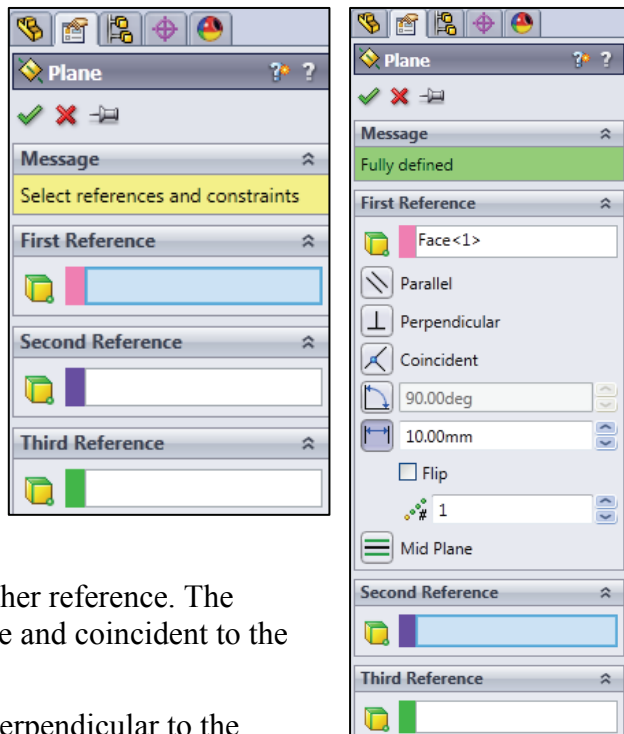 Plane
? ?
Message
Select references and constraints
First Reference
Second Reference
Third Reference
Plane
? ?
Message
Fully defined
First Reference
Face<1>
Parallel
Perpendicular
Coincident
90.00deg
10.00mm
Flip
# 1
Mid Plane
Second Reference
Third Reference
her reference. The
e and coincident to the
erpendicular to the